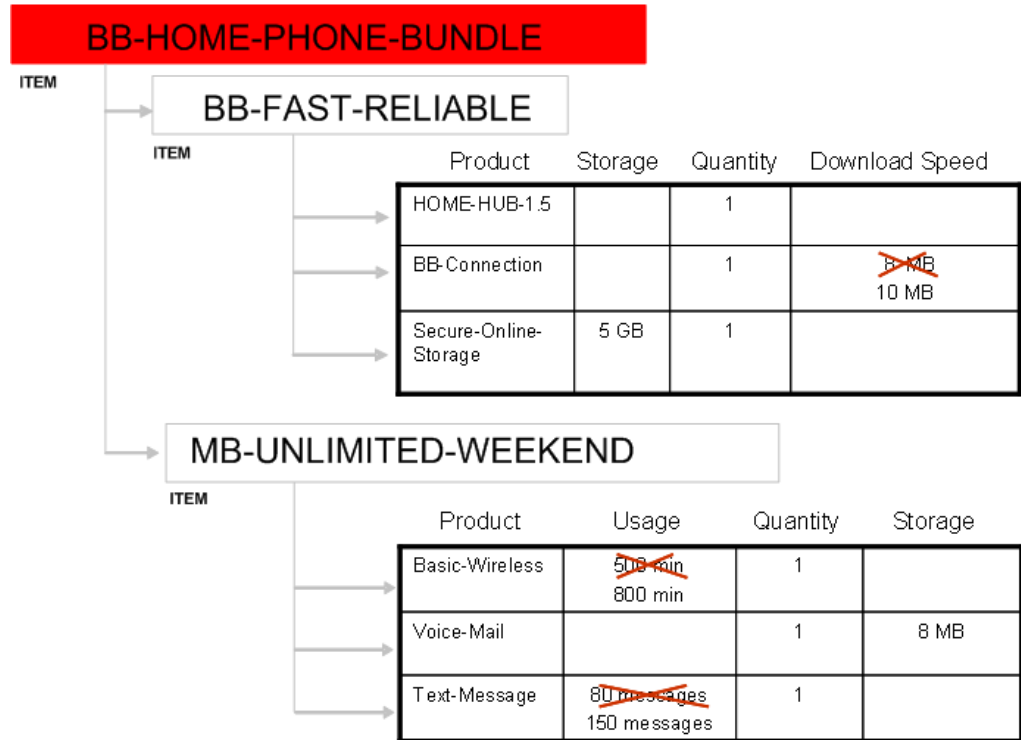 BB-HOME-PHONE-BUNDLE
ITEM
BB-FAST-RELIABLE
ITEM
Product Storage Quantity Download Speed
HOME-HUB-1.5 1
BB-Connection 1 8 MB
10 MB
Secure-Online- 5 GB 1
Storage
MB-UNLIMITED-WEEKEND
ITEM
Product Usage Quantity Storage
Basic-Wireless 500 min 1
800 min
Voice-Mail 1 8 MB
Text-Message 80 messages 1
150 messages